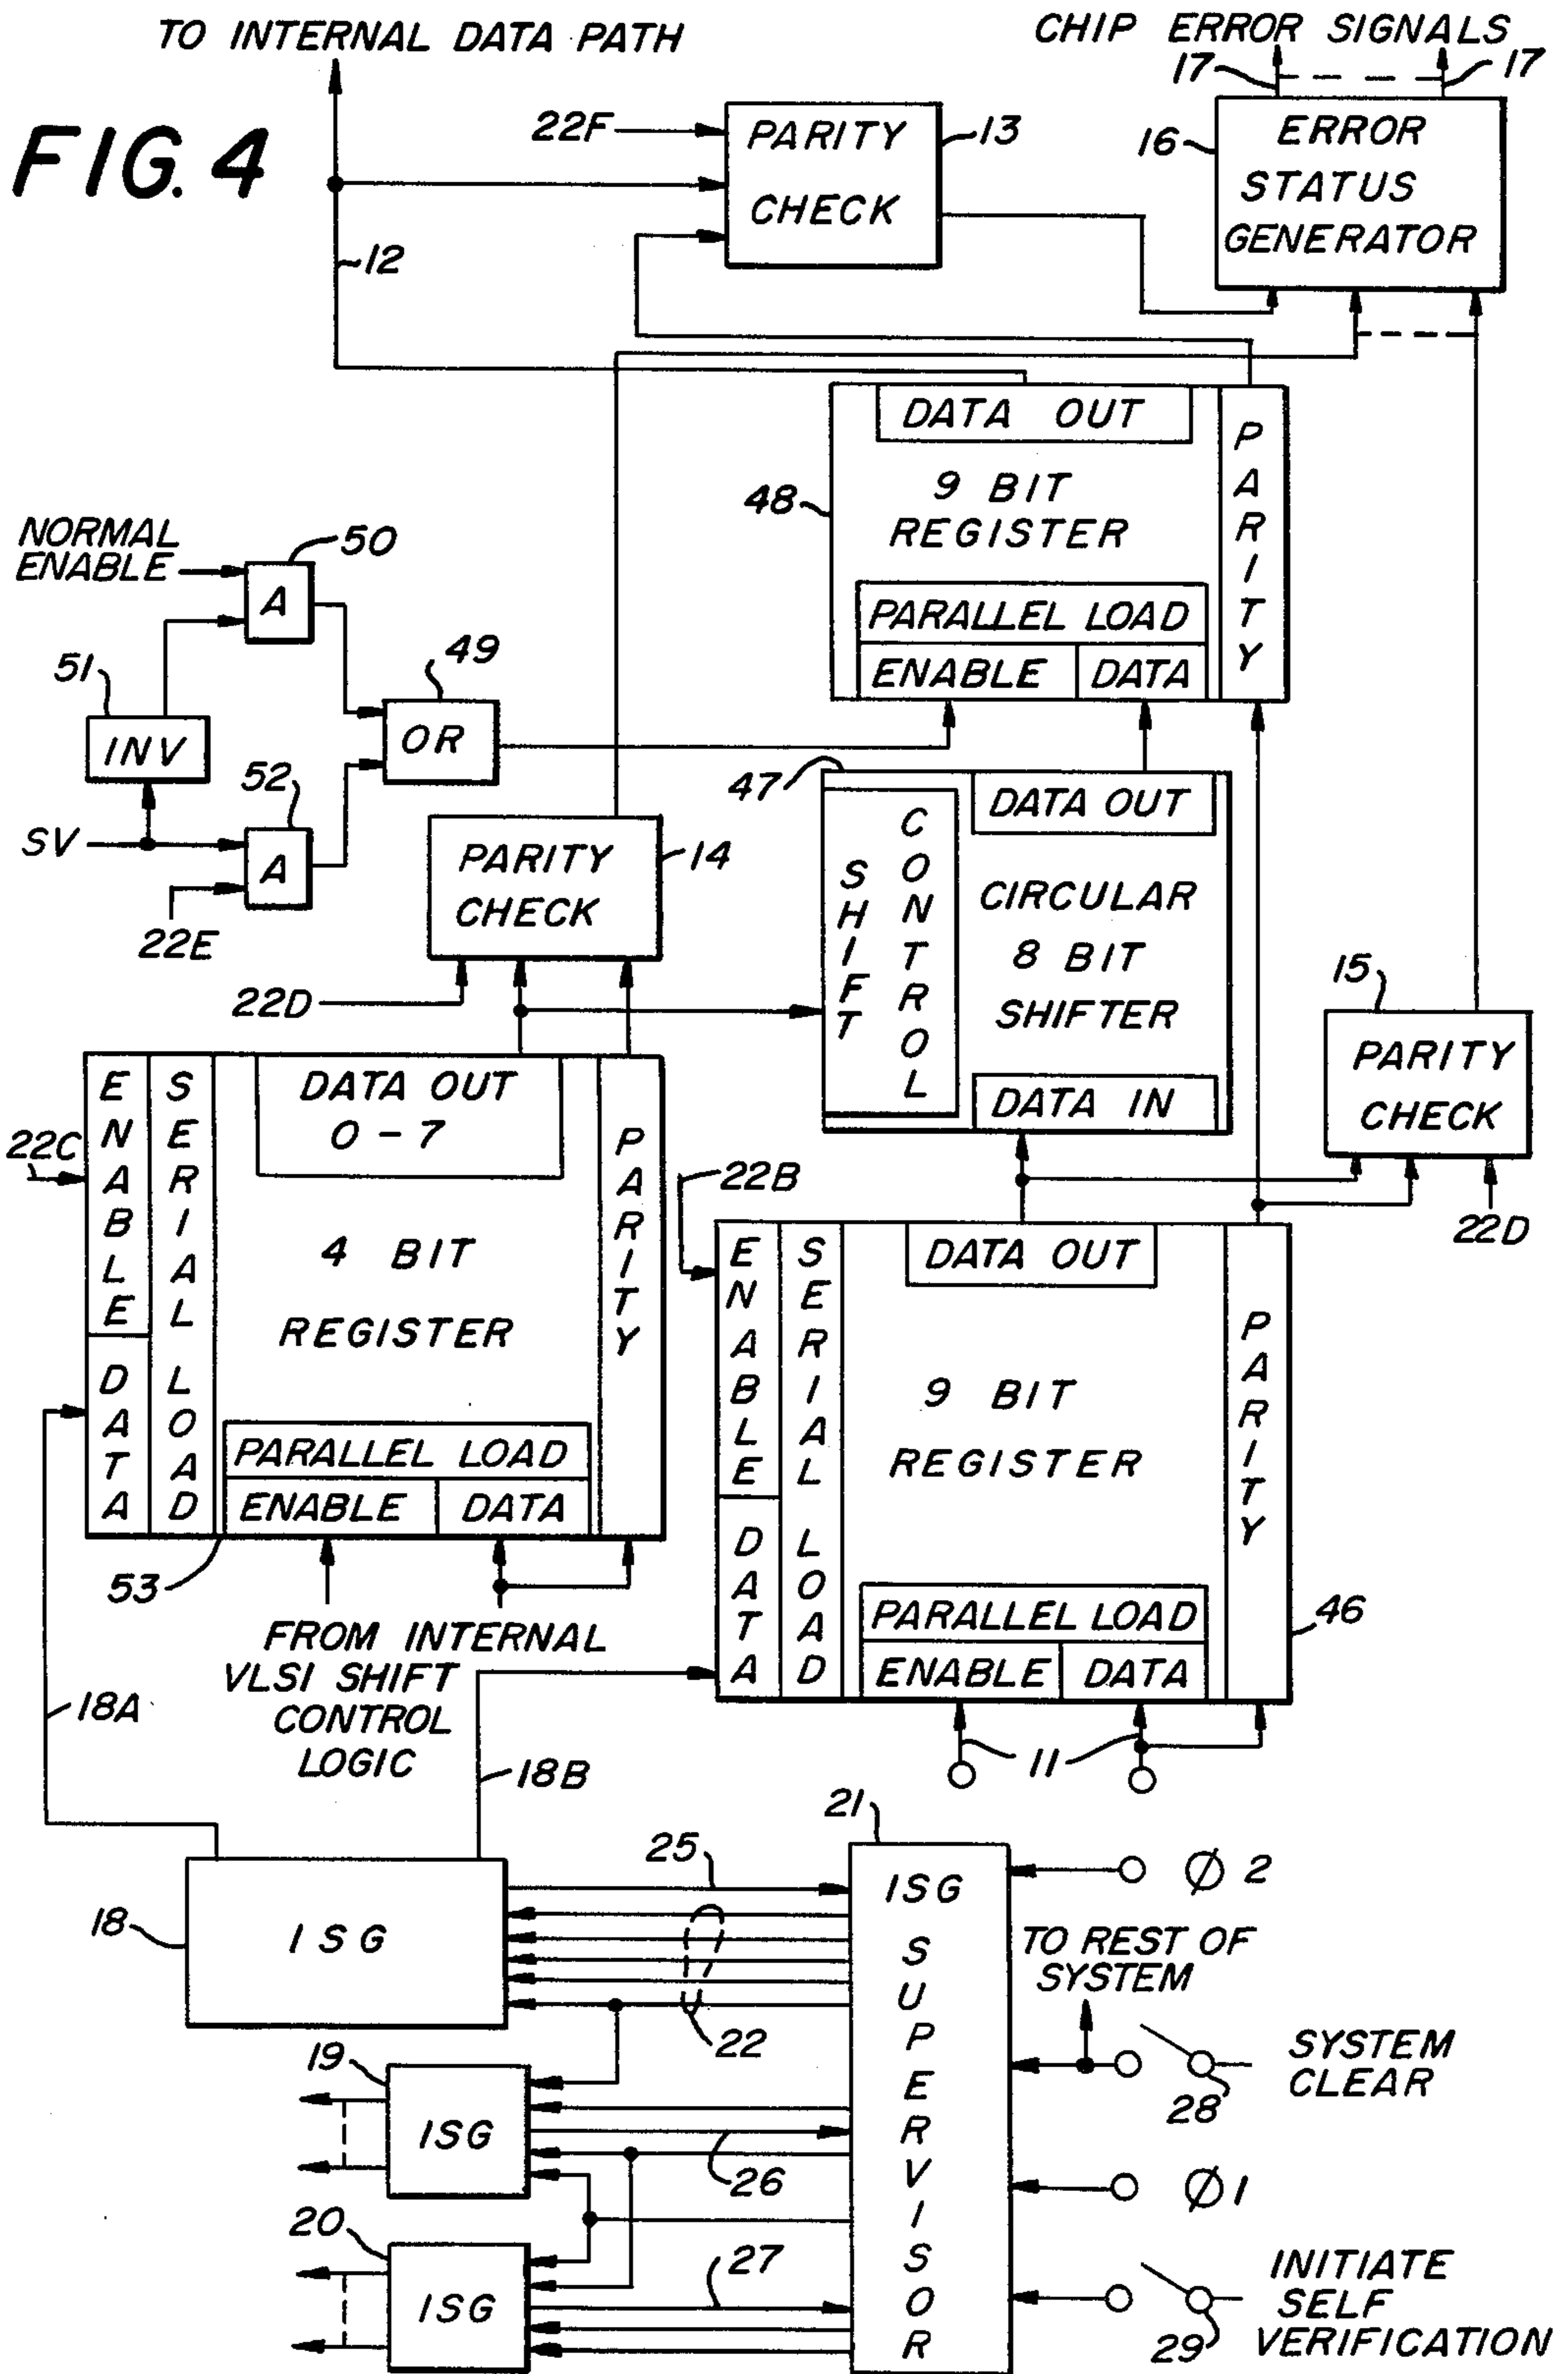 TO INTERNAL DATA PATH
CHIP ERROR SIGNALS
FIG. 4
17
17
22F
PARITY
CHECK
13
16
ERROR
STATUS
GENERATOR
12
DATA OUT
PARITY
48
9 BIT
REGISTER
PARALLEL LOAD
ENABLE
DATA
NORMAL
ENABLE
50
A
51
INV
49
OR
52
SV
A
22E
47
DATA OUT
SHIFT
CONTROL
CIRCULAR
8 BIT
SHIFTER
DATA IN
PARITY
CHECK
14
22D
15
PARITY
CHECK
22D
22C
ENABLE
DATA
SERIAL LOAD
DATA OUT
0-7
4 BIT
REGISTER
PARALLEL LOAD
ENABLE
DATA
PARITY
53
22B
ENABLE
DATA
SERIAL LOAD
DATA OUT
9 BIT
REGISTER
PARALLEL LOAD
ENABLE
DATA
PARITY
46
FROM INTERNAL
VLSI SHIFT
CONTROL
LOGIC
18A
18B
11
18
ISG
25
22
21
ISG
SUPERVISOR
Ø 2
TO REST OF
SYSTEM
SYSTEM
CLEAR
28
19
ISG
26
Ø 1
20
ISG
27
INITIATE
SELF
VERIFICATION
29